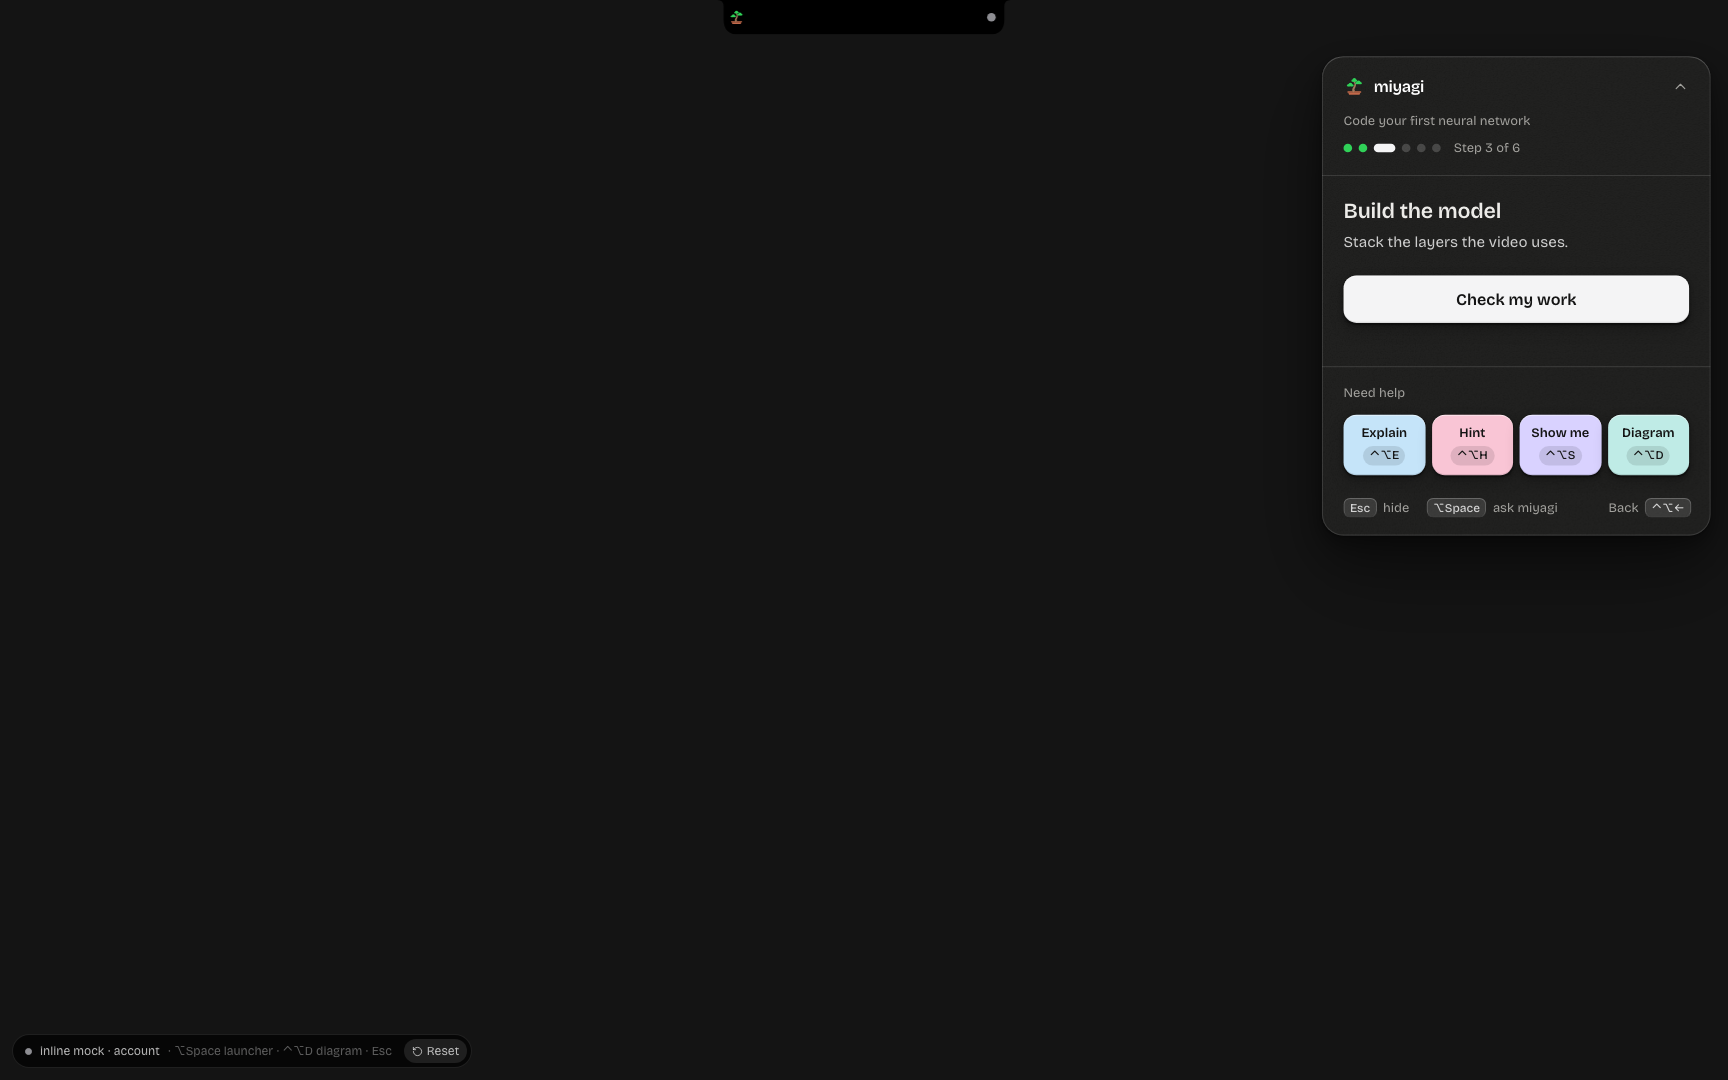 miyagi
Code your first neural network
Step 3 of 6
Build the model
Stack the layers the video uses.
Check my work
Need help
Explain Hint Show me Diagram
⌃⌥E ⌃⌥H ⌃⌥S ⌃⌥D
Esc hide ⌥Space ask miyagi Back ⌃⌥←
inline mock · account · ⌥Space launcher · ⌃⌥D diagram · Esc Reset